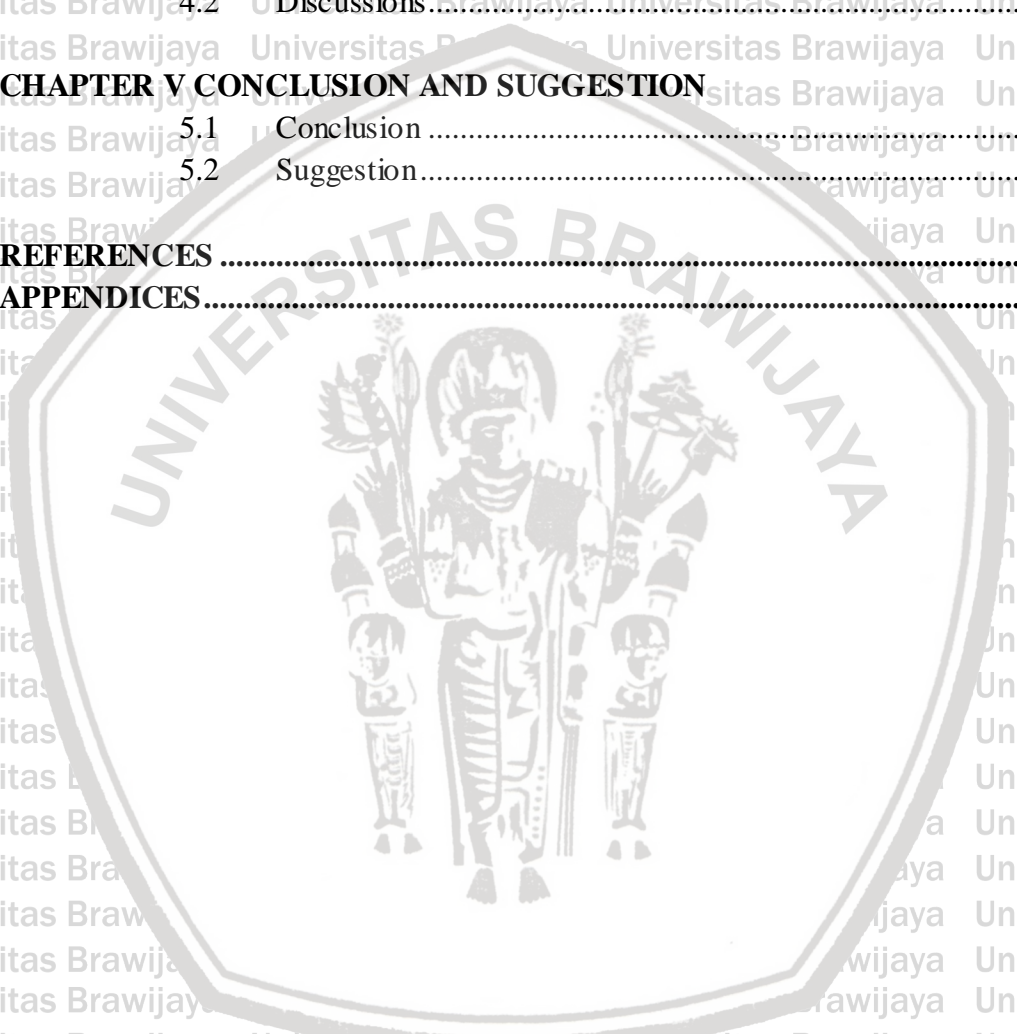 4.2 Discussions..............................................................................
CHAPTER V CONCLUSION AND SUGGESTION
5.1 Conclusion ..............................................................................
5.2 Suggestion..............................................................................
REFERENCES ..............................................................................
APPENDICES..............................................................................
UNIVERSITAS BRAWIJAYA